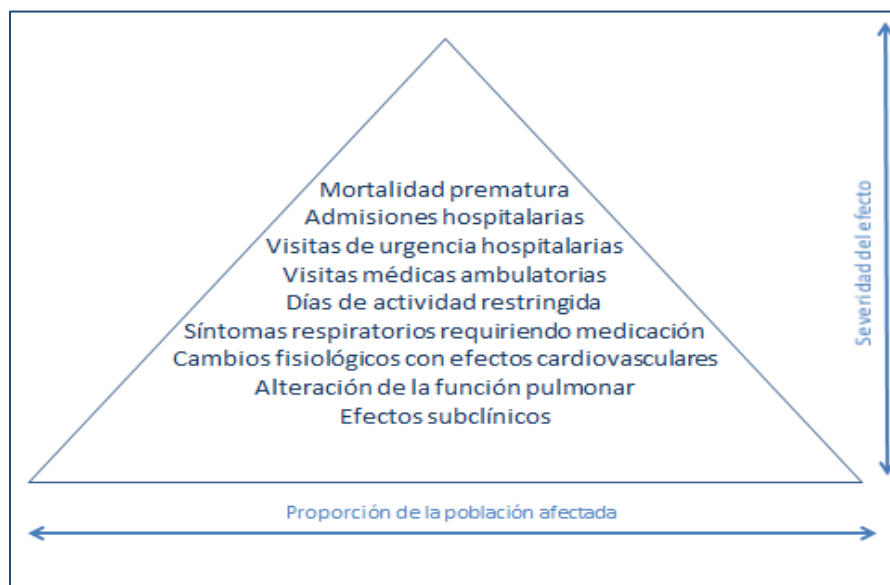 Mortalidad prematura
Admisiones hospitalarias
Visitas de urgencia hospitalarias
Visitas médicas ambulatorias
Días de actividad restringida
Síntomas respiratorios requiriendo medicación
Cambios fisiológicos con efectos cardiovasculares
Alteración de la función pulmonar
Efectos subclínicos
Severidad del efecto
Proporción de la población afectada